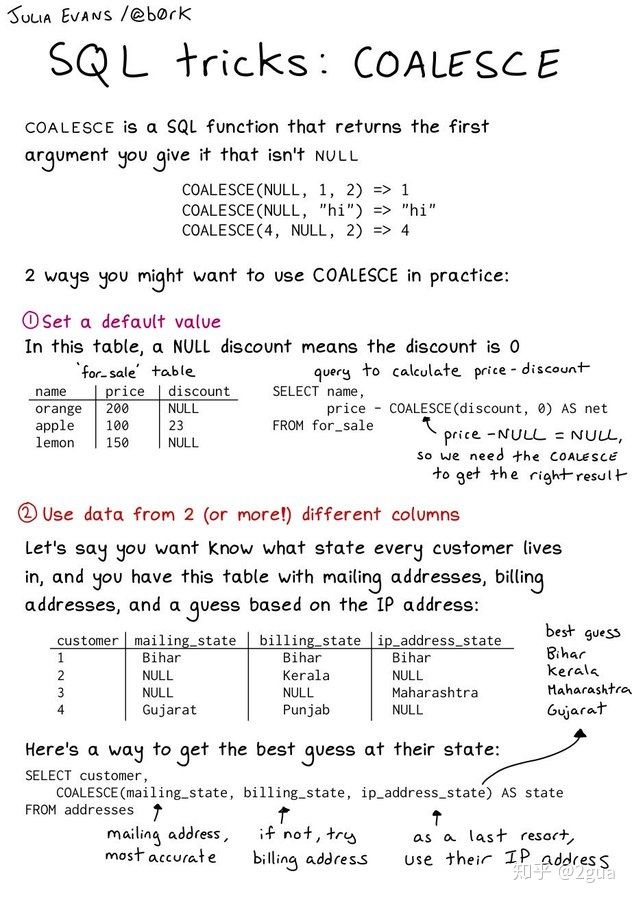 JULIA EVANS /@b0rk
SQL tricks: COALESCE
COALESCE is a SQL function that returns the first
argument you give it that isn't NULL
COALESCE(NULL, 1, 2) => 1
COALESCE(NULL, "hi") => "hi"
COALESCE(4, NULL, 2) => 4
2 ways you might want to use COALESCE in practice:
① Set a default value
In this table, a NULL discount means the discount is 0
'for_sale' table
name price discount
orange 200 NULL
apple 100 23
lemon 150 NULL
query to calculate price-discount
SELECT name,
price - COALESCE(discount, 0) AS net
FROM for_sale
price - NULL = NULL,
so we need the COALESCE
to get the right result
② Use data from 2 (or more!) different columns
Let's say you want know what state every customer lives
in, and you have this table with mailing addresses, billing
addresses, and a guess based on the IP address:
customer mailing_state billing_state ip_address_state
1 Bihar Bihar Bihar
2 NULL Kerala NULL
3 NULL NULL Maharashtra
4 Gujarat Punjab NULL
best guess
Bihar
Kerala
Maharashtra
Gujarat
Here's a way to get the best guess at their state:
SELECT customer,
COALESCE(mailing_state, billing_state, ip_address_state) AS state
FROM addresses
mailing address,
most accurate
if not, try
billing address
as a last resort,
use their IP address
知乎 @2gua